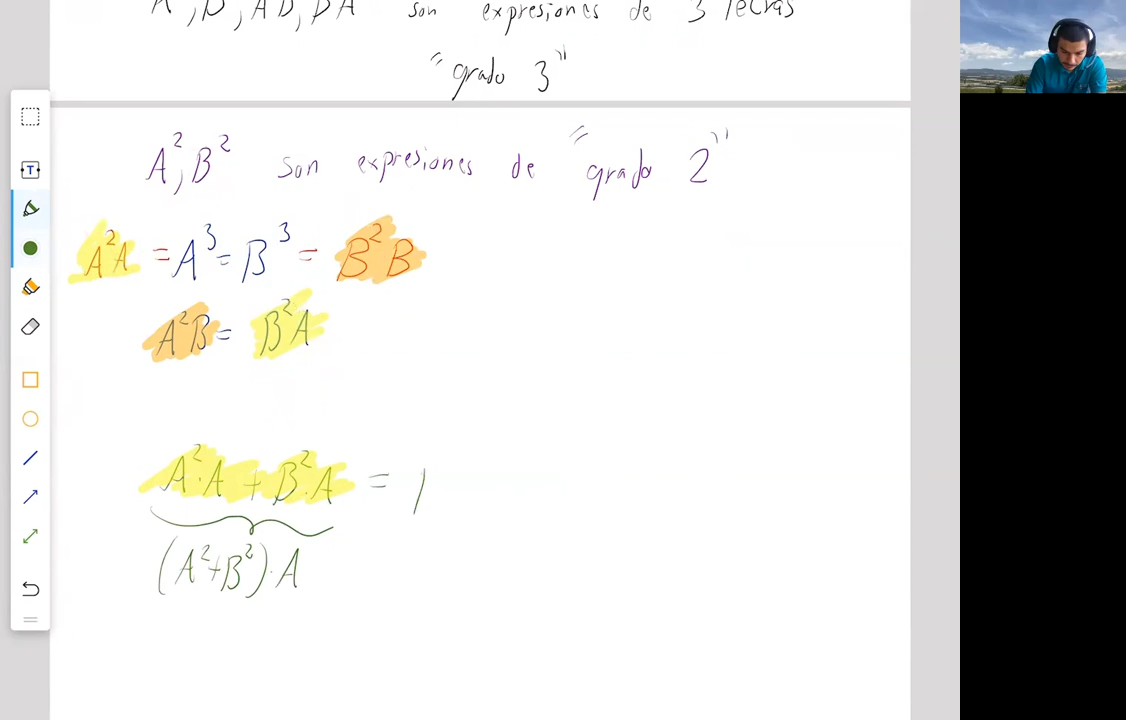 son expresiones de 3 letras
"grado 3"
A², B² son expresiones de "grado 2"
A²A = A³ = B³ = B²B
A²B = B²A
A²·A + B²·A = 1
(A²+B²)·A
T